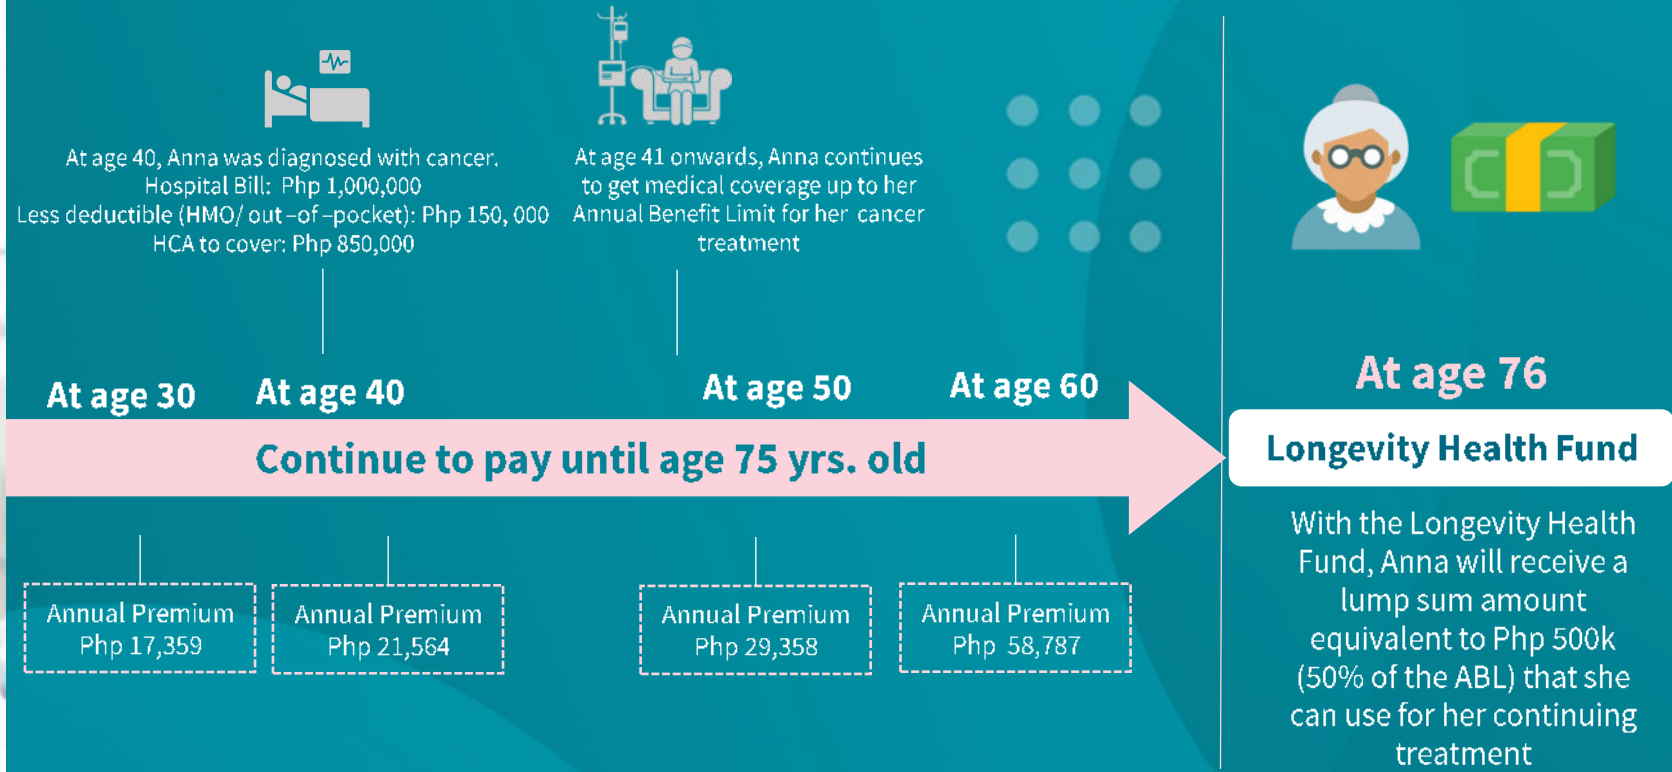 At age 40, Anna was diagnosed with cancer.
Hospital Bill: Php 1,000,000
Less deductible (HMO/ out –of –pocket): Php 150, 000
HCA to cover: Php 850,000
At age 41 onwards, Anna continues
to get medical coverage up to her
Annual Benefit Limit for her cancer
treatment
At age 30
At age 40
At age 50
At age 60
Continue to pay until age 75 yrs. old
Annual Premium
Php 17,359
Annual Premium
Php 21,564
Annual Premium
Php 29,358
Annual Premium
Php 58,787
At age 76
Longevity Health Fund
With the Longevity Health
Fund, Anna will receive a
lump sum amount
equivalent to Php 500k
(50% of the ABL) that she
can use for her continuing
treatment